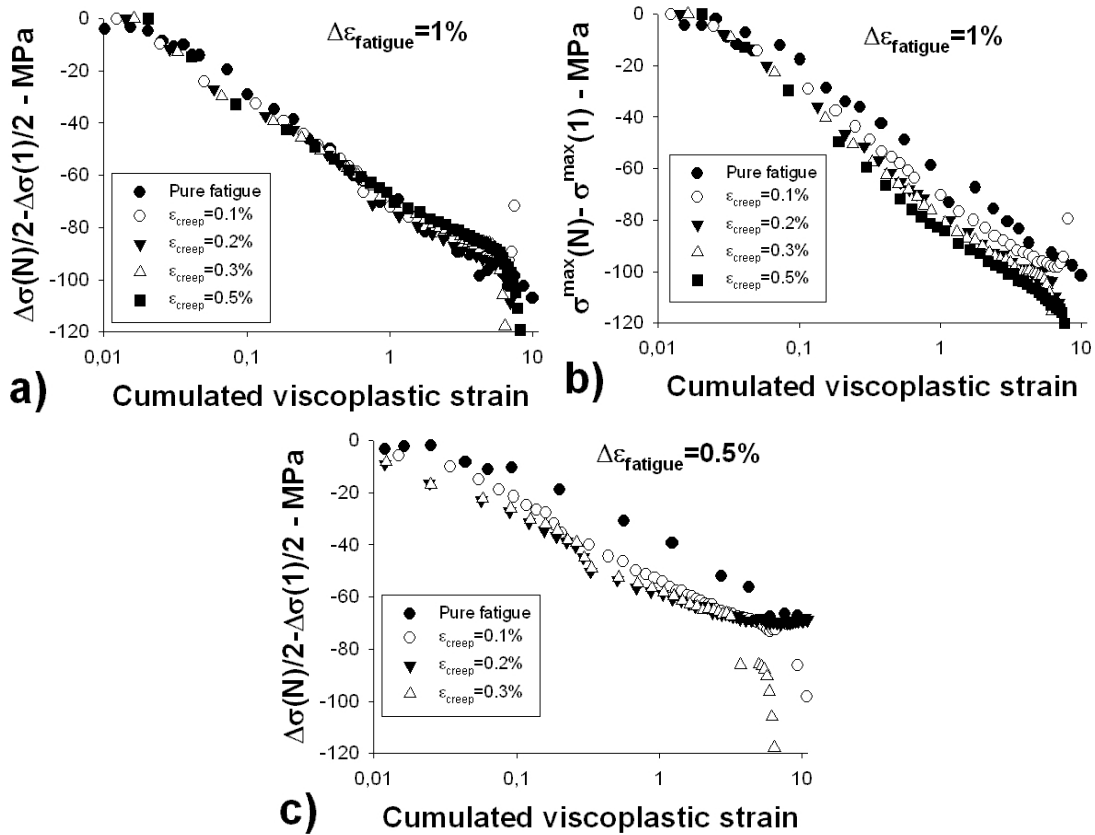 Δσ(N)/2-Δσ(1)/2 - MPa
Δε_fatigue=1%
0
-20
-40
-60
-80
-100
-120
Pure fatigue
ε_creep=0.1%
ε_creep=0.2%
ε_creep=0.3%
ε_creep=0.5%
0,01
0,1
1
10
Cumulated viscoplastic strain
a)
σ^max(N)- σ^max(1) - MPa
Δε_fatigue=1%
0
-20
-40
-60
-80
-100
-120
Pure fatigue
ε_creep=0.1%
ε_creep=0.2%
ε_creep=0.3%
ε_creep=0.5%
0,01
0,1
1
10
Cumulated viscoplastic strain
b)
Δσ(N)/2-Δσ(1)/2 - MPa
Δε_fatigue=0.5%
0
-20
-40
-60
-80
-100
-120
Pure fatigue
ε_creep=0.1%
ε_creep=0.2%
ε_creep=0.3%
0,01
0,1
1
10
Cumulated viscoplastic strain
c)